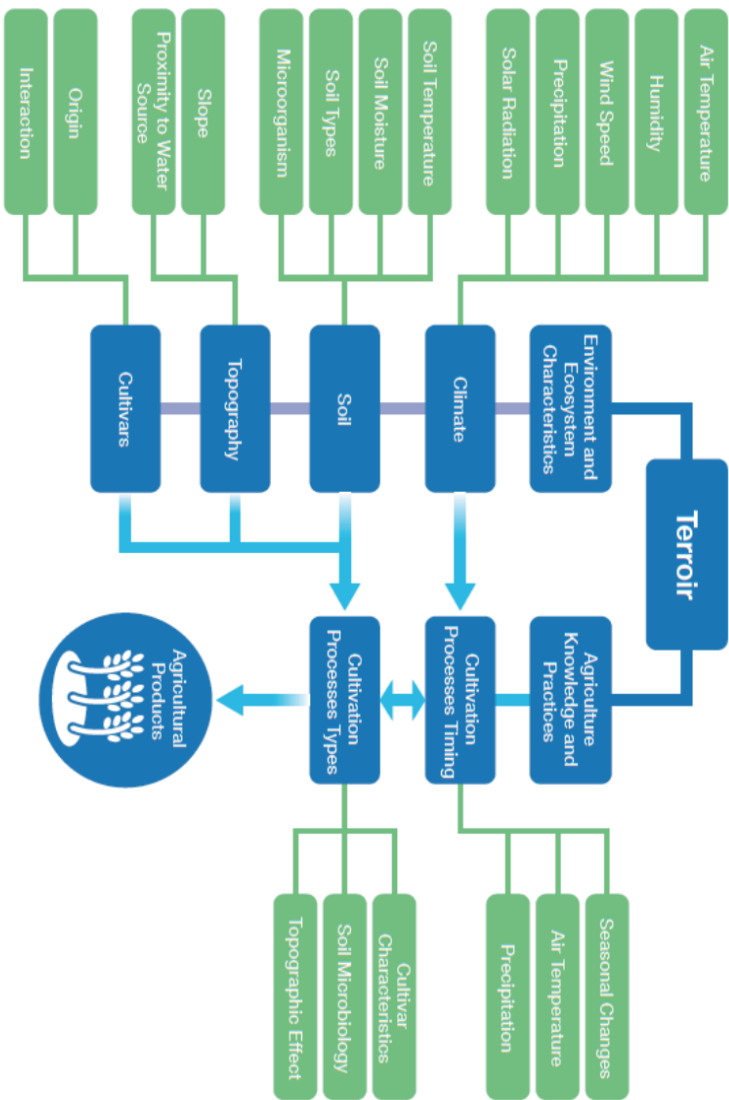 Terroir
Environment and
Ecosystem
Characteristics
Agriculture
Knowledge and
Practices
Air Temperature
Humidity
Wind Speed
Precipitation
Solar Radiation
Climate
Cultivation
Processes Timing
Seasonal Changes
Air Temperature
Precipitation
Soil Temperature
Soil Moisture
Soil Types
Microorganism
Soil
Cultivation
Processes Types
Cultivar
Characteristics
Soil Microbiology
Topographic Effect
Slope
Proximity to Water
Source
Topography
Agricultural
Products
Origin
Interaction
Cultivars